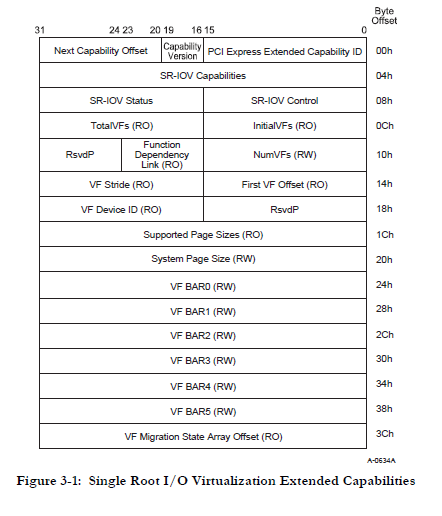 Byte
Offset
31 24 23 20 19 16 15 0
Next Capability Offset Capability Version PCI Express Extended Capability ID 00h
SR-IOV Capabilities 04h
SR-IOV Status SR-IOV Control 08h
TotalVFs (RO) InitialVFs (RO) 0Ch
RsvdP Function Dependency Link (RO) NumVFs (RW) 10h
VF Stride (RO) First VF Offset (RO) 14h
VF Device ID (RO) RsvdP 18h
Supported Page Sizes (RO) 1Ch
System Page Size (RW) 20h
VF BAR0 (RW) 24h
VF BAR1 (RW) 28h
VF BAR2 (RW) 2Ch
VF BAR3 (RW) 30h
VF BAR4 (RW) 34h
VF BAR5 (RW) 38h
VF Migration State Array Offset (RO) 3Ch
A-0634A
Figure 3-1: Single Root I/O Virtualization Extended Capabilities